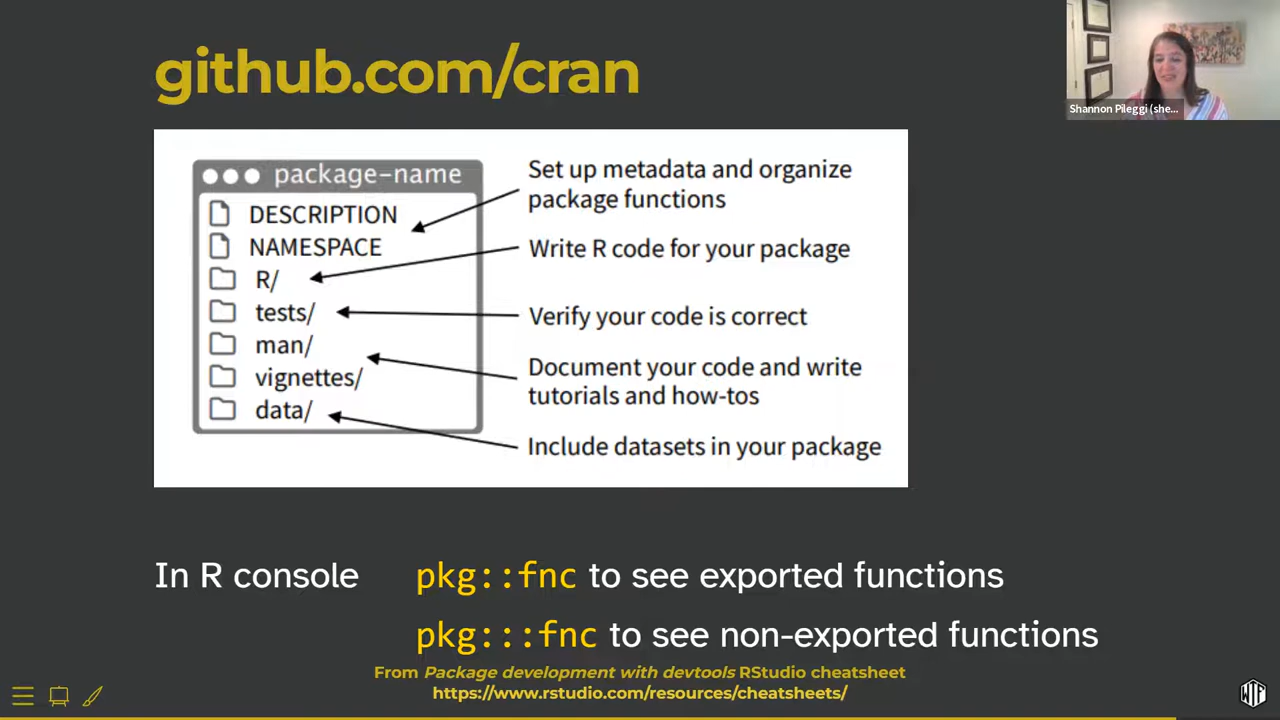 github.com/cran
Shannon Pileggi (she...
package-name
DESCRIPTION
NAMESPACE
R/
tests/
man/
vignettes/
data/
Set up metadata and organize
package functions
Write R code for your package
Verify your code is correct
Document your code and write
tutorials and how-tos
Include datasets in your package
In R console pkg::fnc to see exported functions
pkg:::fnc to see non-exported functions
From Package development with devtools RStudio cheatsheet
https://www.rstudio.com/resources/cheatsheets/
WTF